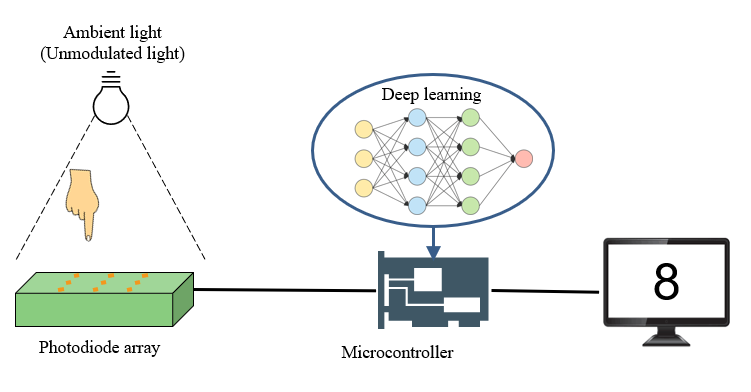 Ambient light
(Unmodulated light)
Deep learning
8
Photodiode array
Microcontroller